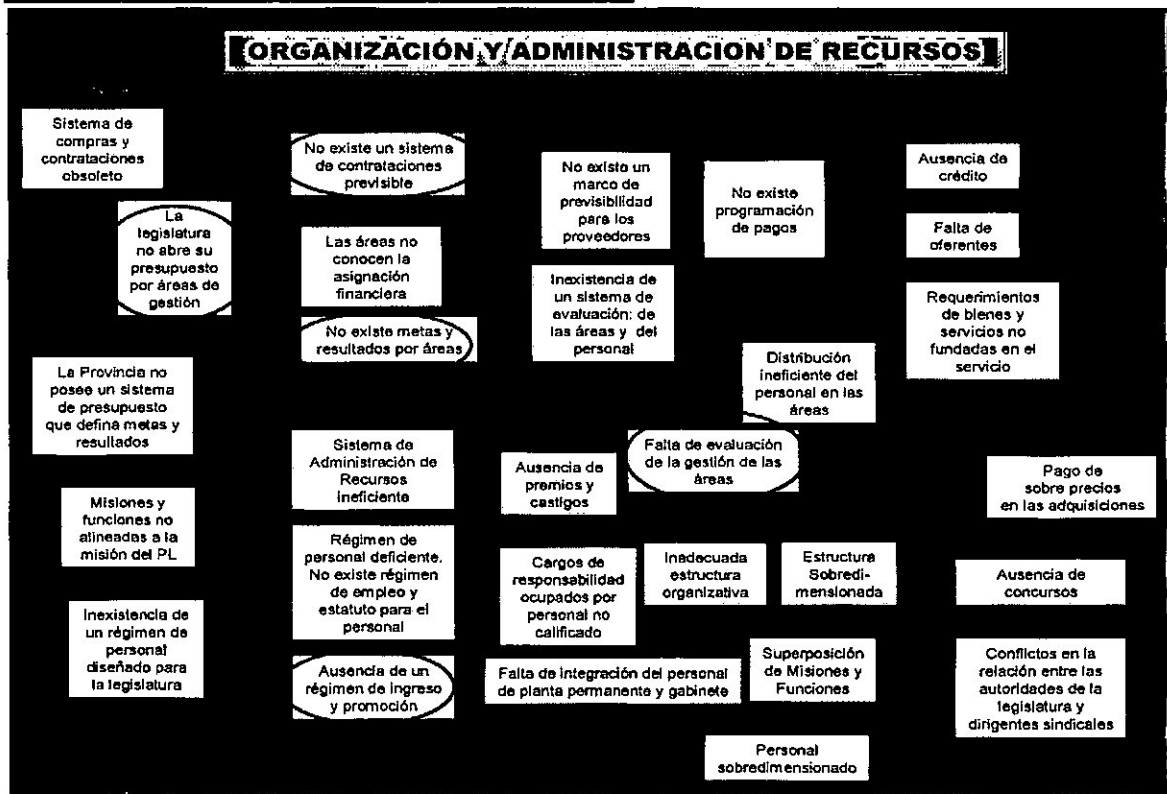 ORGANIZACIÓN Y ADMINISTRACION DE RECURSOS
Sistema de
compras y
contrataciones
obsoleto
No existe un sistema
de contrataciones
previsible
No existe un
marco de
previsibilidad
para los
proveedores
No existe
programación
de pagos
Ausencia de
crédito
La
legislatura
no abre su
presupuesto
por áreas de
gestión
Las áreas no
conocen la
asignación
financiera
Falta de
oferentes
No existe metas y
resultados por áreas
Inexistencia de
un sistema de
evaluación: de
las áreas y del
personal
Requerimientos
de bienes y
servicios no
fundadas en el
servicio
La Provincia no
posee un sistema
de presupuesto
que defina metas y
resultados
Distribución
ineficiente del
personal en las
áreas
Sistema de
Administración de
Recursos
Ineficiente
Ausencia de
premios y
castigos
Falta de evaluación
de la gestión de las
áreas
Pago de
sobre precios
en las adquisiciones
Misiones y
funciones no
alineadas a la
misión del PL
Régimen de
personal deficiente.
No existe régimen
de empleo y
estatuto para el
personal
Cargos de
responsabilidad
ocupados por
personal no
calificado
Inadecuada
estructura
organizativa
Estructura
Sobredi-
mensionada
Ausencia de
concursos
Inexistencia de
un régimen de
personal
diseñado para
la legislatura
Ausencia de un
régimen de ingreso
y promoción
Falta de integración del personal
de planta permanente y gabinete
Superposición
de Misiones y
Funciones
Conflictos en la
relación entre las
autoridades de la
legislatura y
dirigentes sindicales
Personal
sobredimensionado